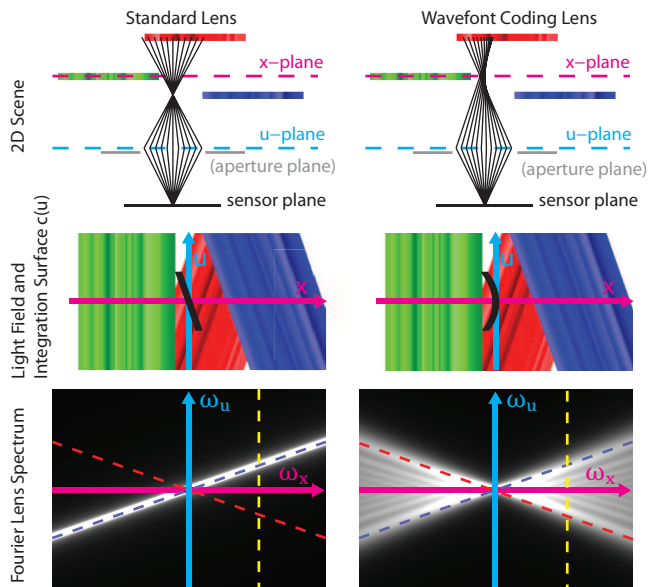 Standard Lens
Wavefont Coding Lens
2D Scene
x-plane
x-plane
u-plane
u-plane
(aperture plane)
(aperture plane)
sensor plane
sensor plane
Light Field and
Integration Surface c(u)
u
x
u
x
Fourier Lens Spectrum
ωu
ωx
ωu
ωx